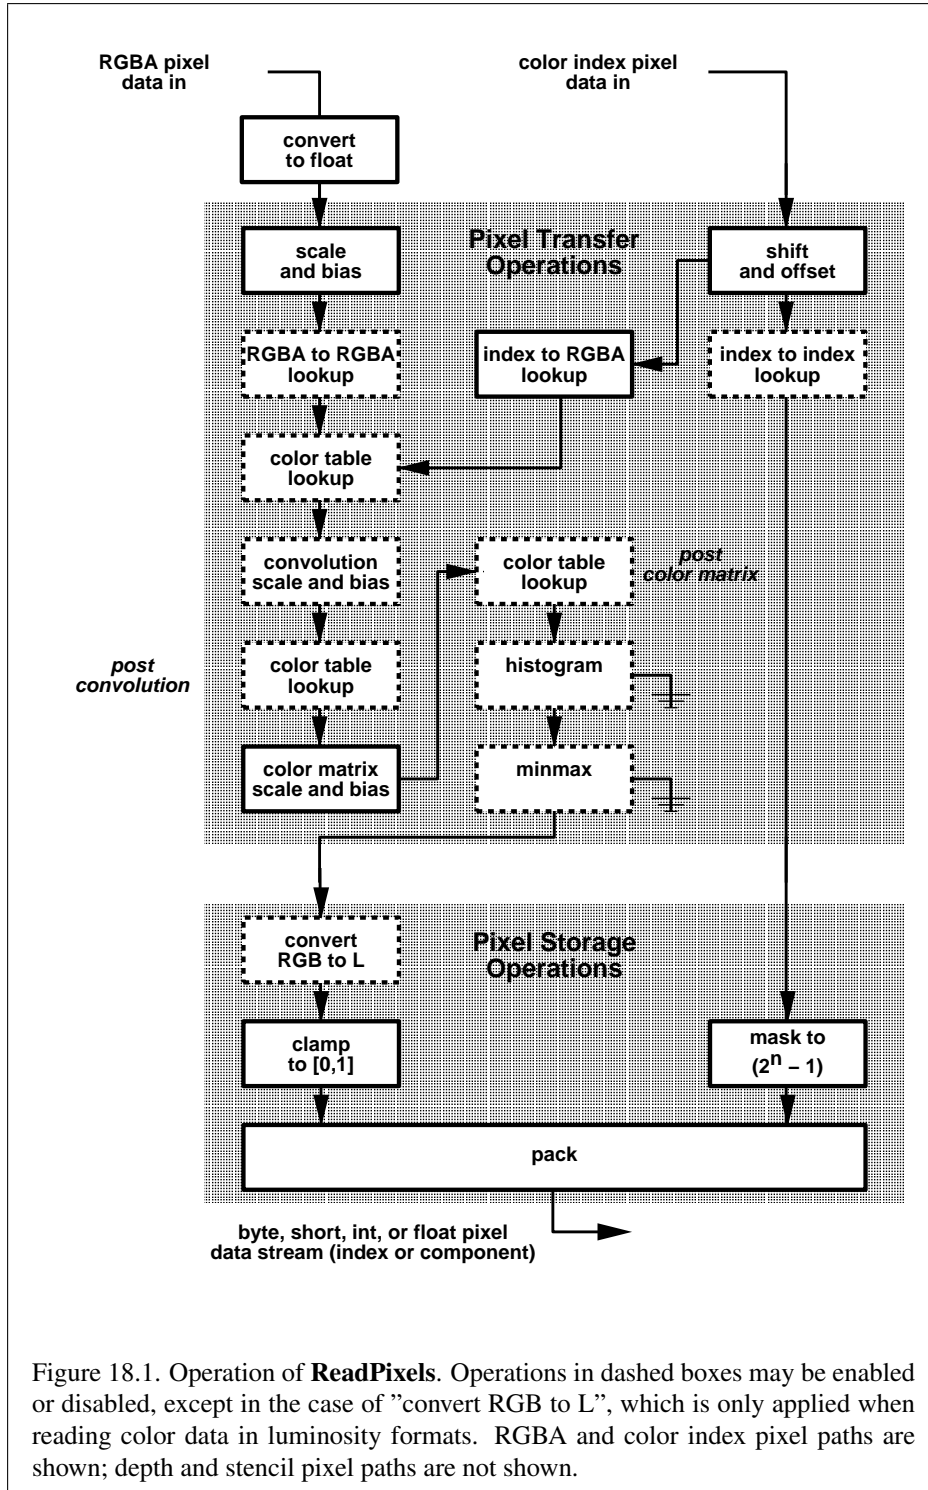 RGBA pixel
data in
color index pixel
data in
convert
to float
Pixel Transfer
Operations
scale
and bias
shift
and offset
RGBA to RGBA
lookup
index to RGBA
lookup
index to index
lookup
color table
lookup
convolution
scale and bias
color table
lookup
post
color matrix
post
convolution
color table
lookup
histogram
color matrix
scale and bias
minmax
convert
RGB to L
Pixel Storage
Operations
clamp
to [0,1]
mask to
(2^n – 1)
pack
byte, short, int, or float pixel
data stream (index or component)
Figure 18.1. Operation of ReadPixels. Operations in dashed boxes may be enabled
or disabled, except in the case of ”convert RGB to L”, which is only applied when
reading color data in luminosity formats. RGBA and color index pixel paths are
shown; depth and stencil pixel paths are not shown.